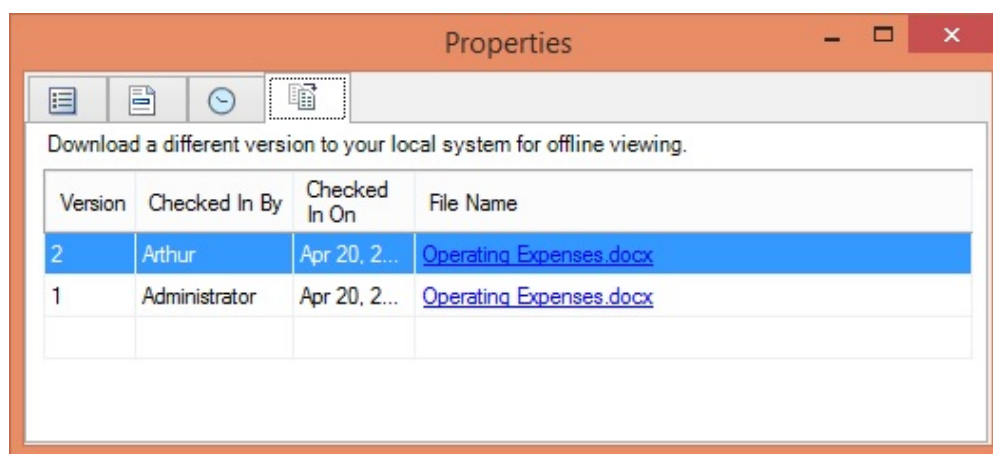 Properties
Download a different version to your local system for offline viewing.
Version Checked In By Checked In On File Name
2 Arthur Apr 20, 2... Operating Expenses.docx
1 Administrator Apr 20, 2... Operating Expenses.docx